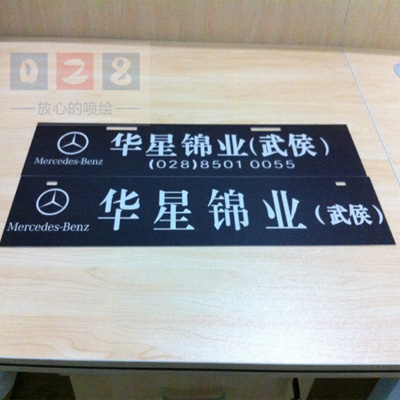 028
放心的喷绘
Mercedes-Benz
华星锦业(武侯)
(028)8501 0055
Mercedes-Benz
华星锦业(武侯)